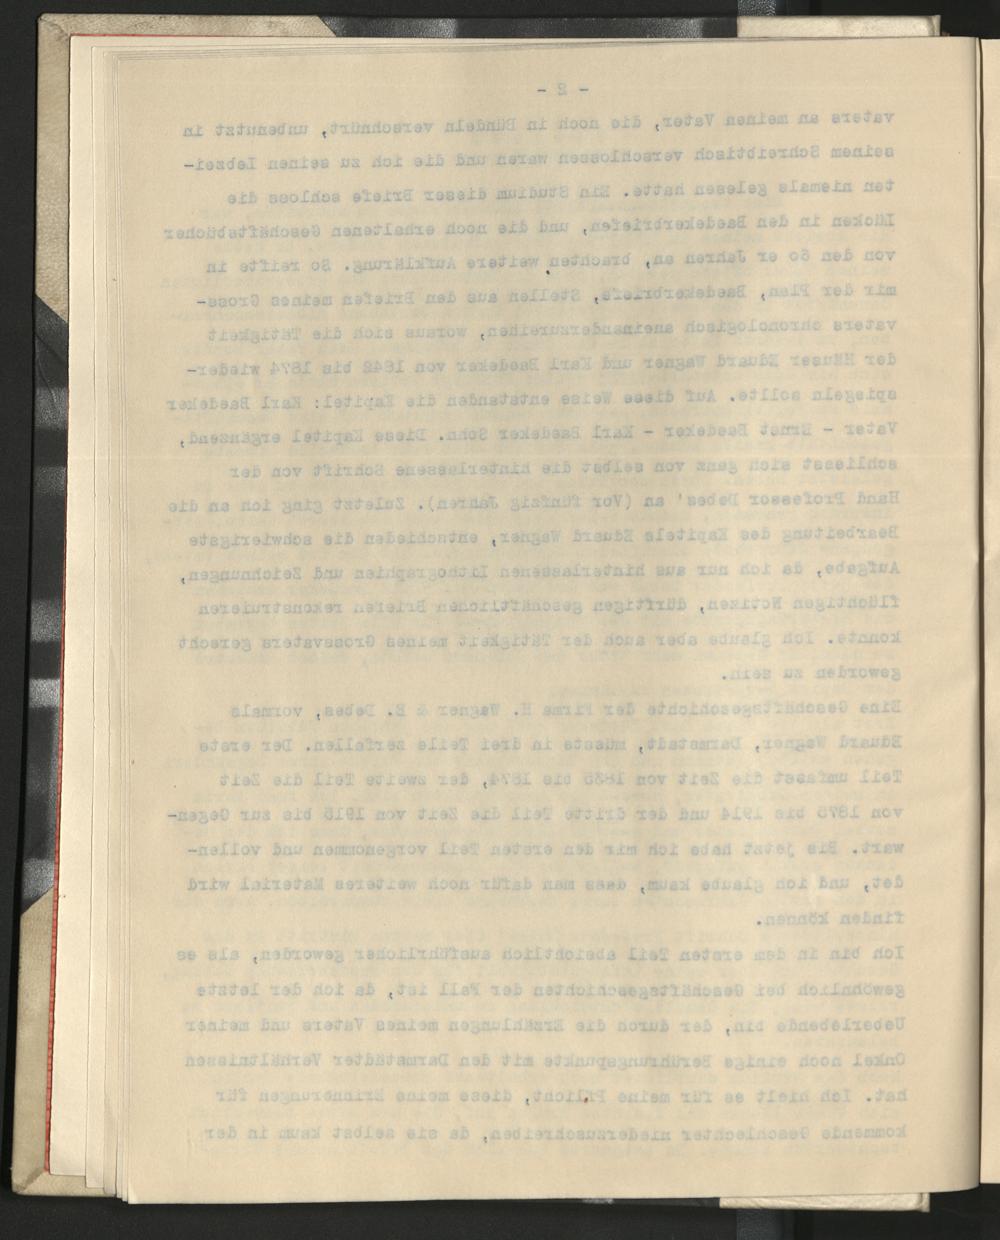 - 2 -
vaters an meinen Vater, die noch in Bündeln verschnürt, unbenutzt in
seinem Schreibtisch verschlossen waren und die ich zu seinen Lebzei-
ten niemals gelesen hatte. Ein Studium dieser Briefe schloss die
Lücken in den Baedekerbriefen, und die noch erhaltenen Geschäftsbücher
von den 60 er Jahren an, brachten weitere Aufklärung. So reifte in
mir der Plan, Baedekerbriefe, Stellen aus den Briefen meines Gross-
vaters chronologisch aneinanderzureihen, woraus sich die Tätigkeit
der Häuser Eduard Wagner und Karl Baedeker von 1842 bis 1874 wieder-
spiegeln sollte. Auf diese Weise entstanden die Kapitel: Karl Baedeker
Vater - Ernst Baedeker - Karl Baedeker Sohn. Diese Kapitel ergänzend,
schliesst sich ganz von selbst die hinterlassene Schrift von der
Hand Professor Debes' an (Vor fünfzig Jahren). Zuletzt ging ich an die
Bearbeitung des Kapitels Eduard Wagner, entschieden die schwierigste
Aufgabe, da ich nur aus hinterlassenen Lithographien und Zeichnungen,
flüchtigen Notizen, dürftigen geschäftlichen Briefen rekonstruieren
konnte. Ich glaube aber auch der Tätigkeit meines Grossvaters gerecht
geworden zu sein.
Eine Geschäftsgeschichte der Firma H. Wagner & E. Debes, vormals
Eduard Wagner, Darmstadt, müsste in drei Teile zerfallen. Der erste
Teil umfasst die Zeit von 1835 bis 1874, der zweite Teil die Zeit
von 1875 bis 1914 und der dritte Teil die Zeit von 1915 bis zur Gegen-
wart. Bis jetzt habe ich mir den ersten Teil vorgenommen und vollen-
det, und ich glaube kaum, dass man dafür noch weiteres Material wird
finden können.
Ich bin in dem ersten Teil absichtlich ausführlicher geworden, als es
gewöhnlich bei Geschäftsgeschichten der Fall ist, da ich der letzte
Ueberlebende bin, der durch die Erzählungen meines Vaters und meiner
Onkel noch einige Berührungspunkte mit den Darmstädter Verhältnissen
hat. Ich hielt es für meine Pflicht, diese meine Erinnerungen für
kommende Geschlechter niederzuschreiben, da sie selbst kaum in der